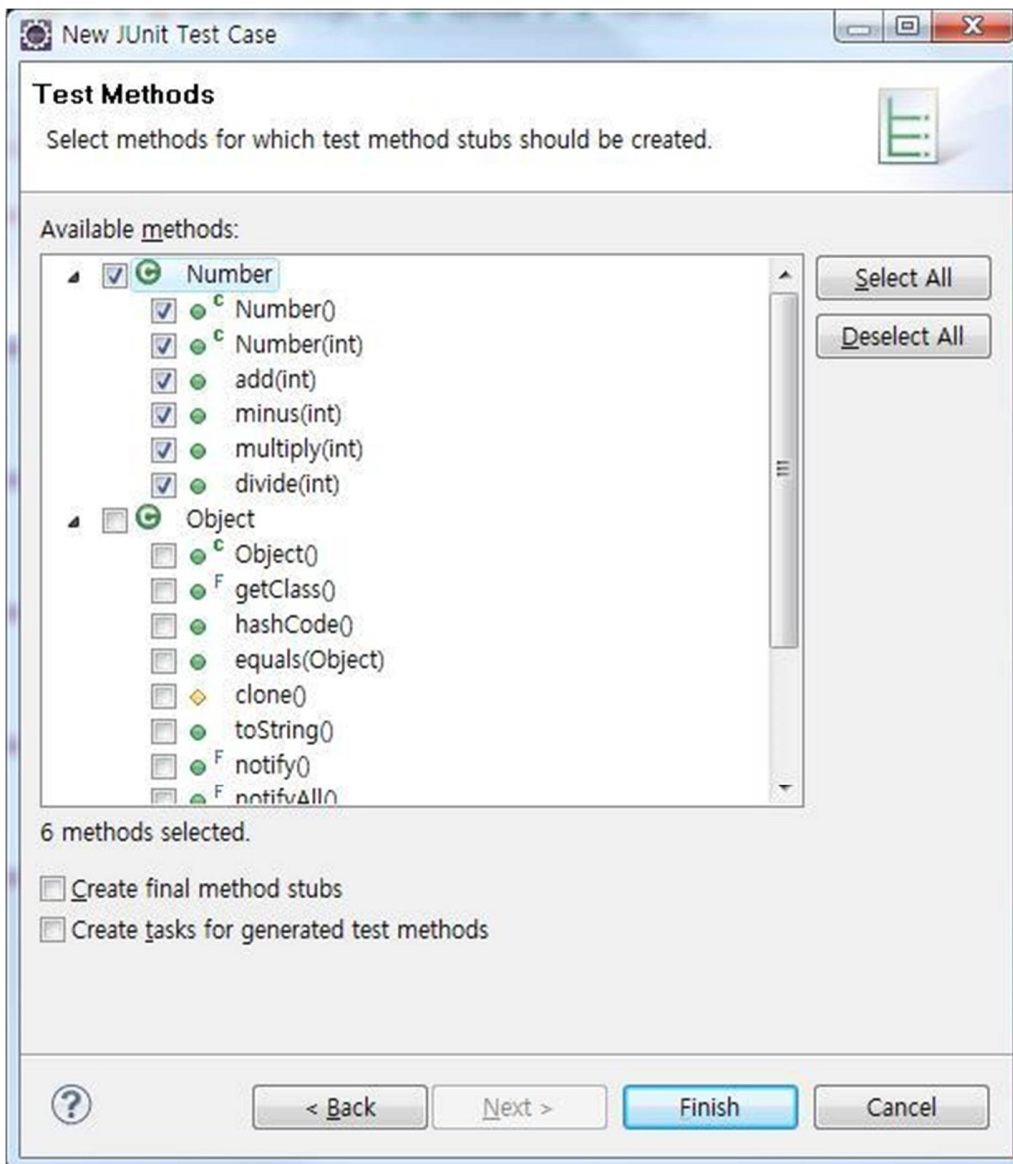 New JUnit Test Case
Test Methods
Select methods for which test method stubs should be created.
Available methods:
Number
Number()
Number(int)
add(int)
minus(int)
multiply(int)
divide(int)
Object
Object()
getClass()
hashCode()
equals(Object)
clone()
toString()
notify()
notifyAll()
Select All
Deselect All
6 methods selected.
Create final method stubs
Create tasks for generated test methods
< Back
Next >
Finish
Cancel